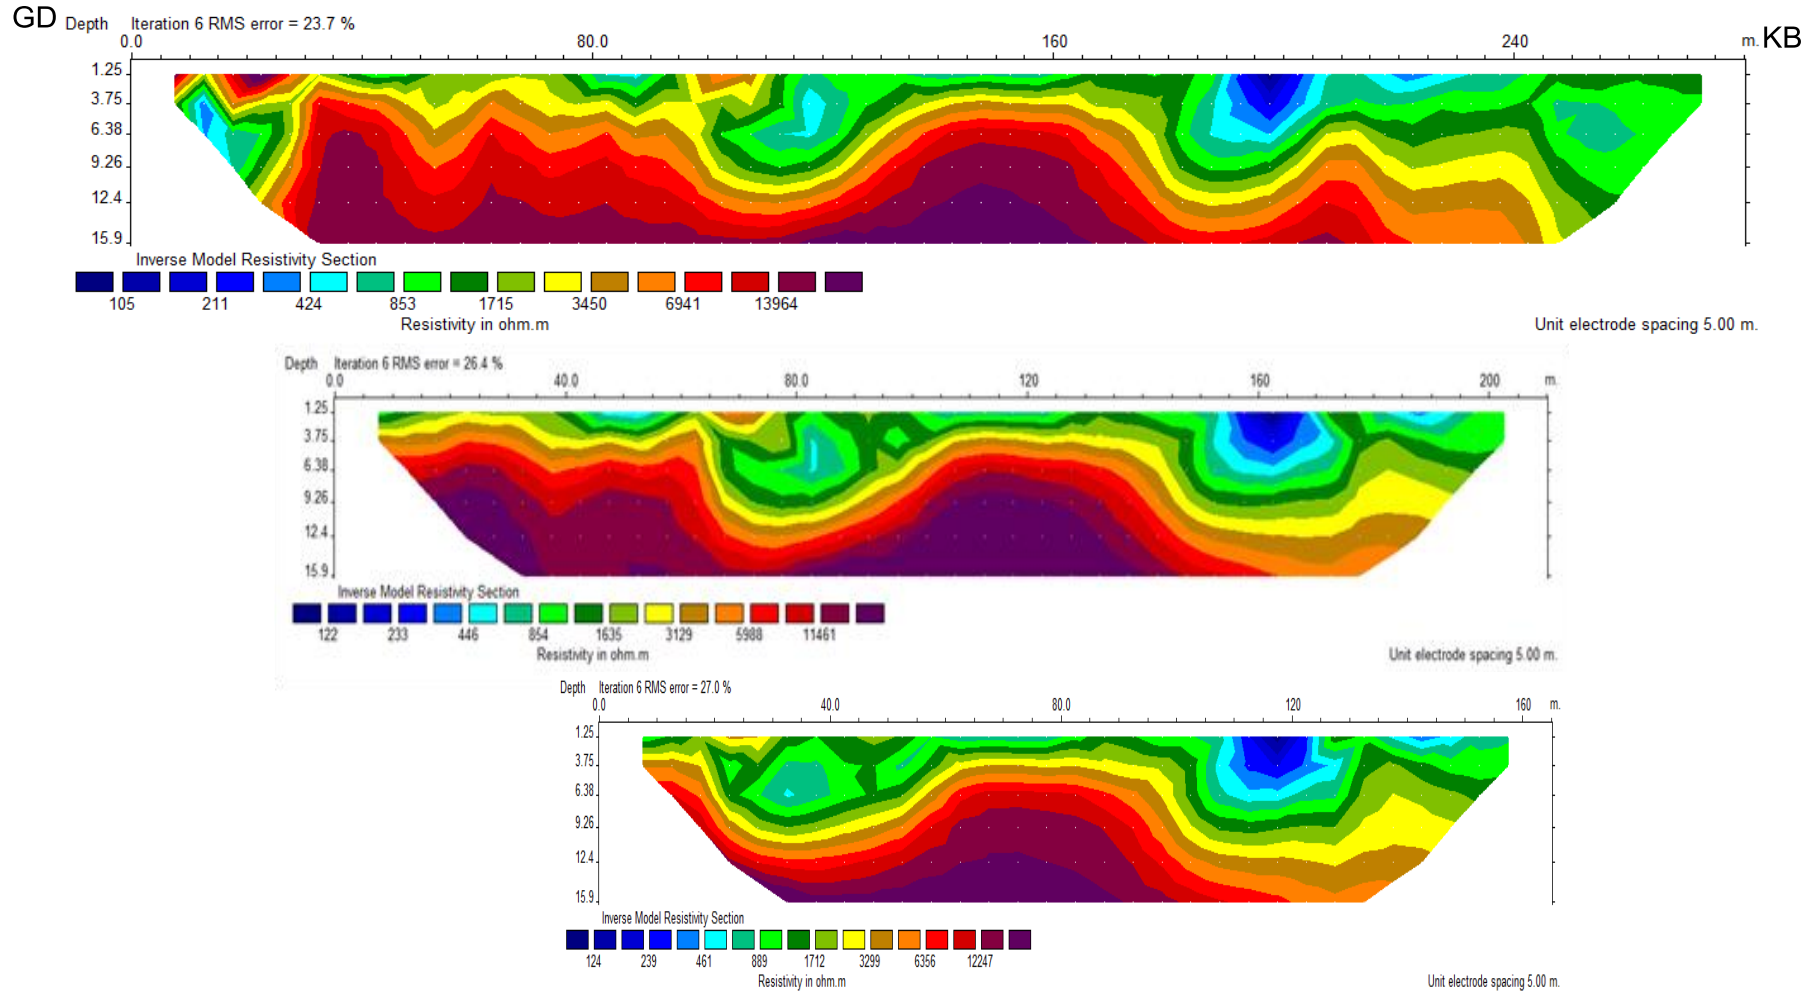 GD Depth Iteration 6 RMS error = 23.7 %
0.0 80.0 160 240 m. KB
1.25
3.75
6.38
9.26
12.4
15.9
Inverse Model Resistivity Section
105 211 424 853 1715 3450 6941 13964
Resistivity in ohm.m Unit electrode spacing 5.00 m.
Depth Iteration 6 RMS error = 26.4 %
0.0 40.0 80.0 120 160 200 m.
1.25
3.75
6.38
9.26
12.4
15.9
Inverse Model Resistivity Section
122 233 446 854 1635 3129 5988 11461
Resistivity in ohm.m Unit electrode spacing 5.00 m.
Depth Iteration 6 RMS error = 27.0 %
0.0 40.0 80.0 120 160 m.
1.25
3.75
6.38
9.26
12.4
15.9
Inverse Model Resistivity Section
124 239 461 889 1712 3299 6356 12247
Resistivity in ohm.m Unit electrode spacing 5.00 m.